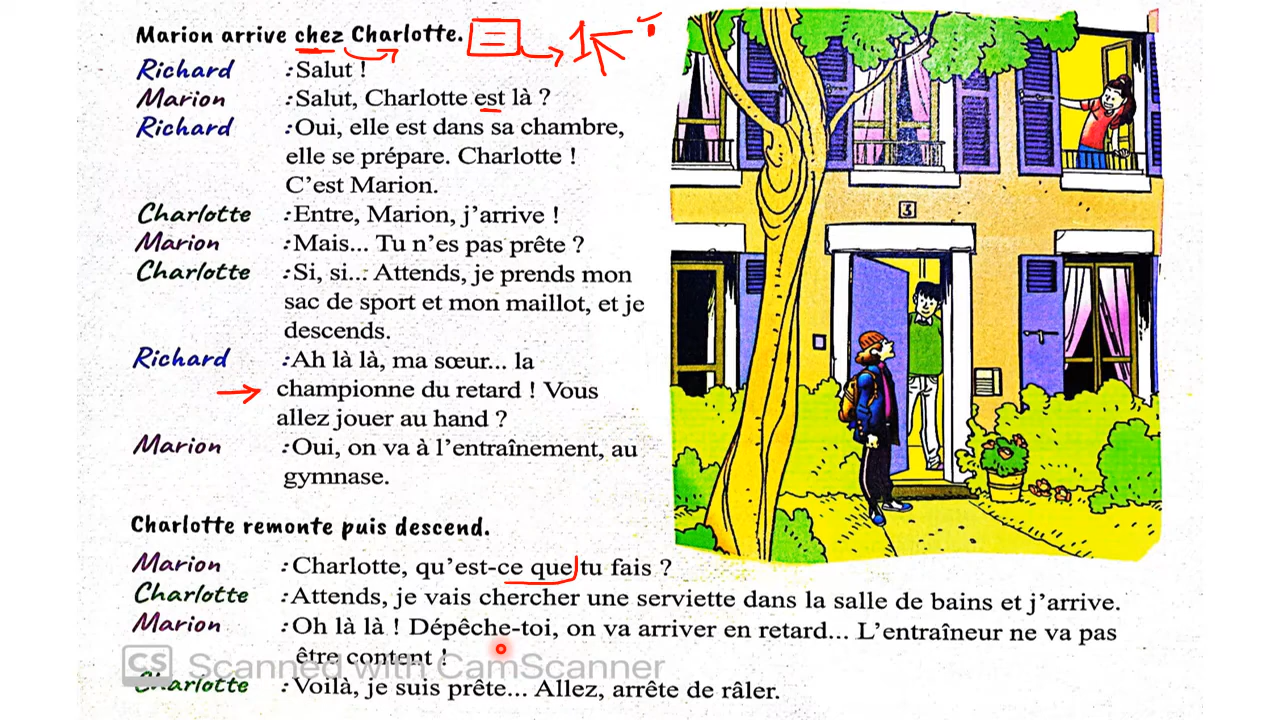 Marion arrive chez Charlotte.
Richard : Salut !
Marion : Salut, Charlotte est là ?
Richard : Oui, elle est dans sa chambre,
elle se prépare. Charlotte !
C'est Marion.
Charlotte : Entre, Marion, j'arrive !
Marion : Mais... Tu n'es pas prête ?
Charlotte : Si, si... Attends, je prends mon
sac de sport et mon maillot, et je
descends.
Richard : Ah là là, ma sœur... la
championne du retard ! Vous
allez jouer au hand ?
Marion : Oui, on va à l'entraînement, au
gymnase.
3
Charlotte remonte puis descend.
Marion : Charlotte, qu'est-ce que tu fais ?
Charlotte : Attends, je vais chercher une serviette dans la salle de bains et j'arrive.
Marion : Oh là là ! Dépêche-toi, on va arriver en retard... L'entraîneur ne va pas
être content !
CS Scanned with CamScanner
Charlotte : Voilà, je suis prête... Allez, arrête de râler.